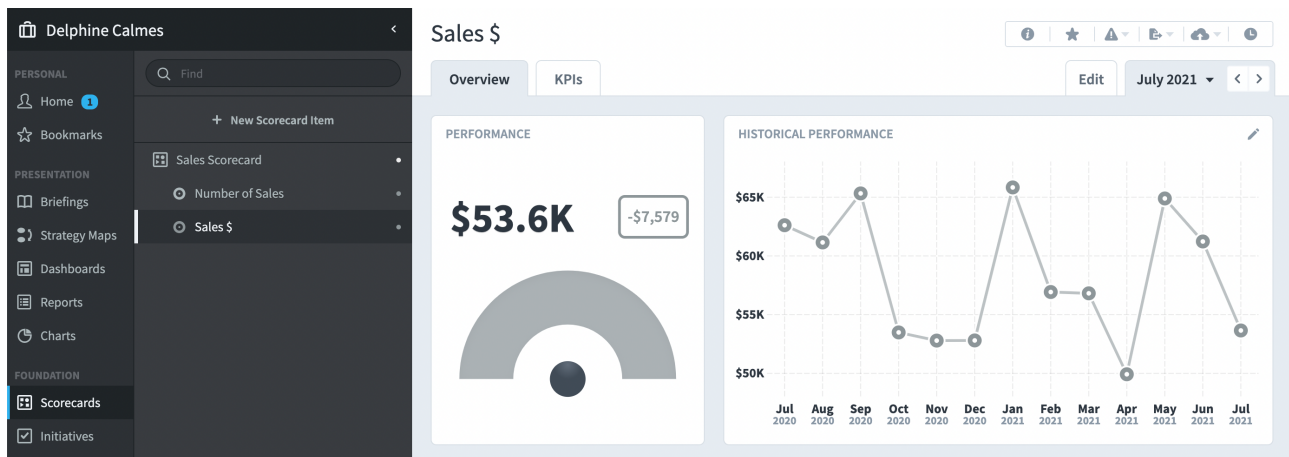 Delphine Calmes
PERSONAL
Home 1
Bookmarks
PRESENTATION
Briefings
Strategy Maps
Dashboards
Reports
Charts
FOUNDATION
Scorecards
Initiatives
Find
+ New Scorecard Item
Sales Scorecard
Number of Sales
Sales $
Sales $
Overview
KPIs
Edit
July 2021
PERFORMANCE
$53.6K
-$7,579
HISTORICAL PERFORMANCE
$65K
$60K
$55K
$50K
Jul Aug Sep Oct Nov Dec Jan Feb Mar Apr May Jun Jul
2020 2020 2020 2020 2020 2020 2021 2021 2021 2021 2021 2021 2021